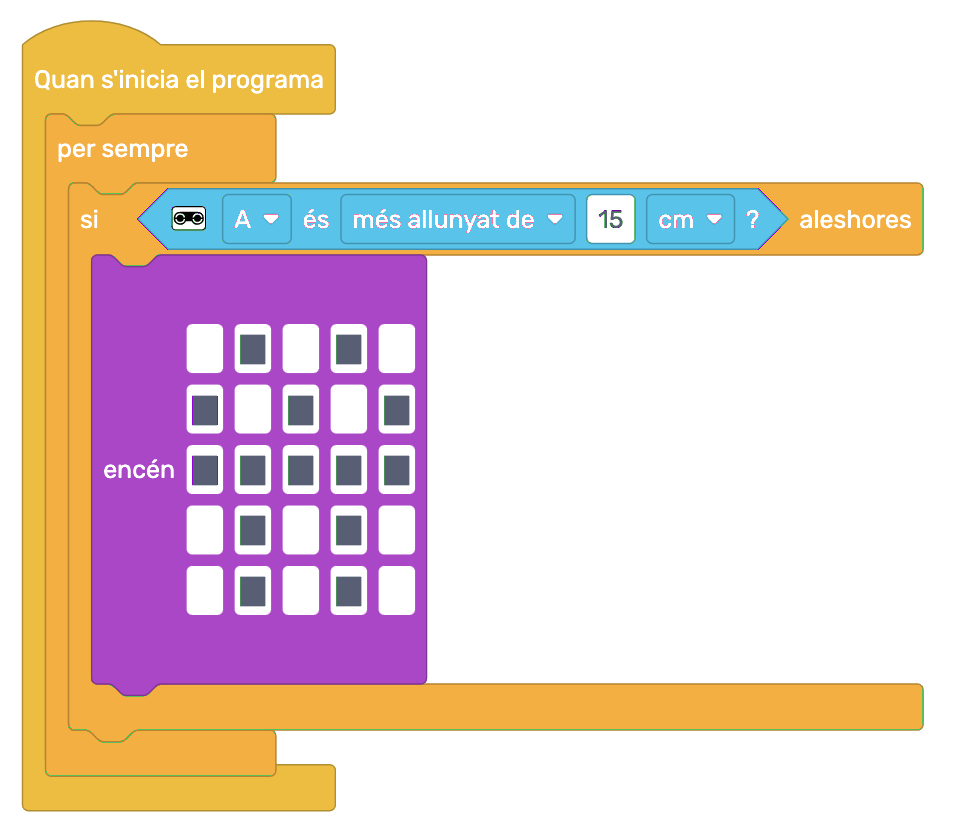 Quan s'inicia el programa
per sempre
si A és més allunyat de 15 cm ? aleshores
encén